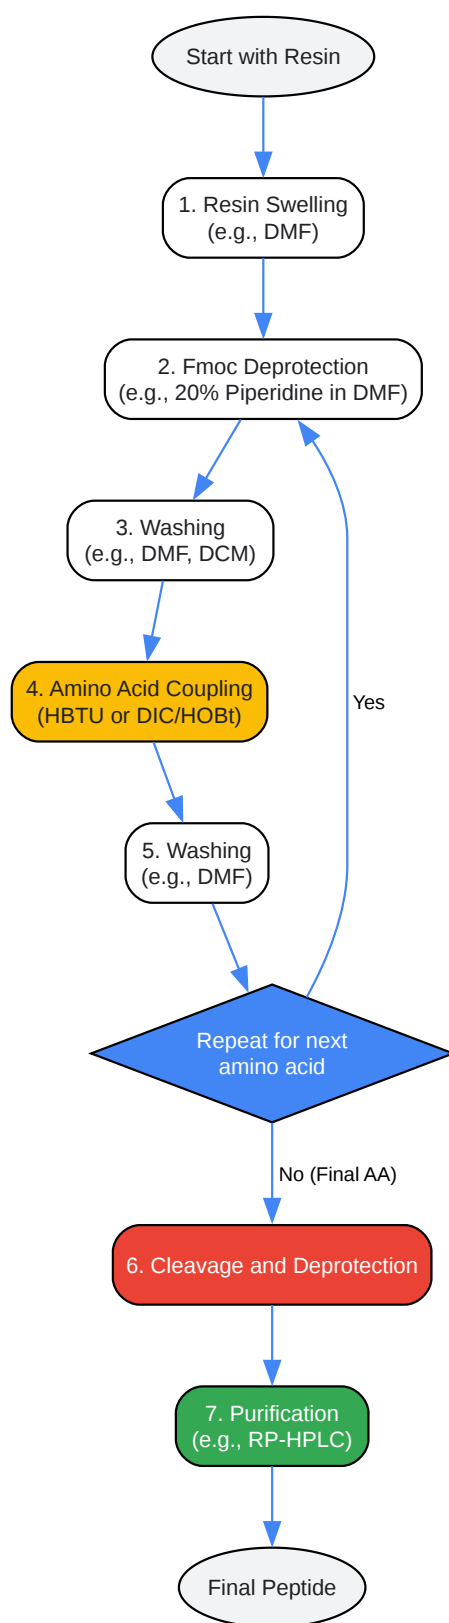 Start with Resin
1. Resin Swelling
(e.g., DMF)
2. Fmoc Deprotection
(e.g., 20% Piperidine in DMF)
3. Washing
(e.g., DMF, DCM)
4. Amino Acid Coupling
(HBTU or DIC/HOBt)
Yes
5. Washing
(e.g., DMF)
Repeat for next
amino acid
No (Final AA)
6. Cleavage and Deprotection
7. Purification
(e.g., RP-HPLC)
Final Peptide